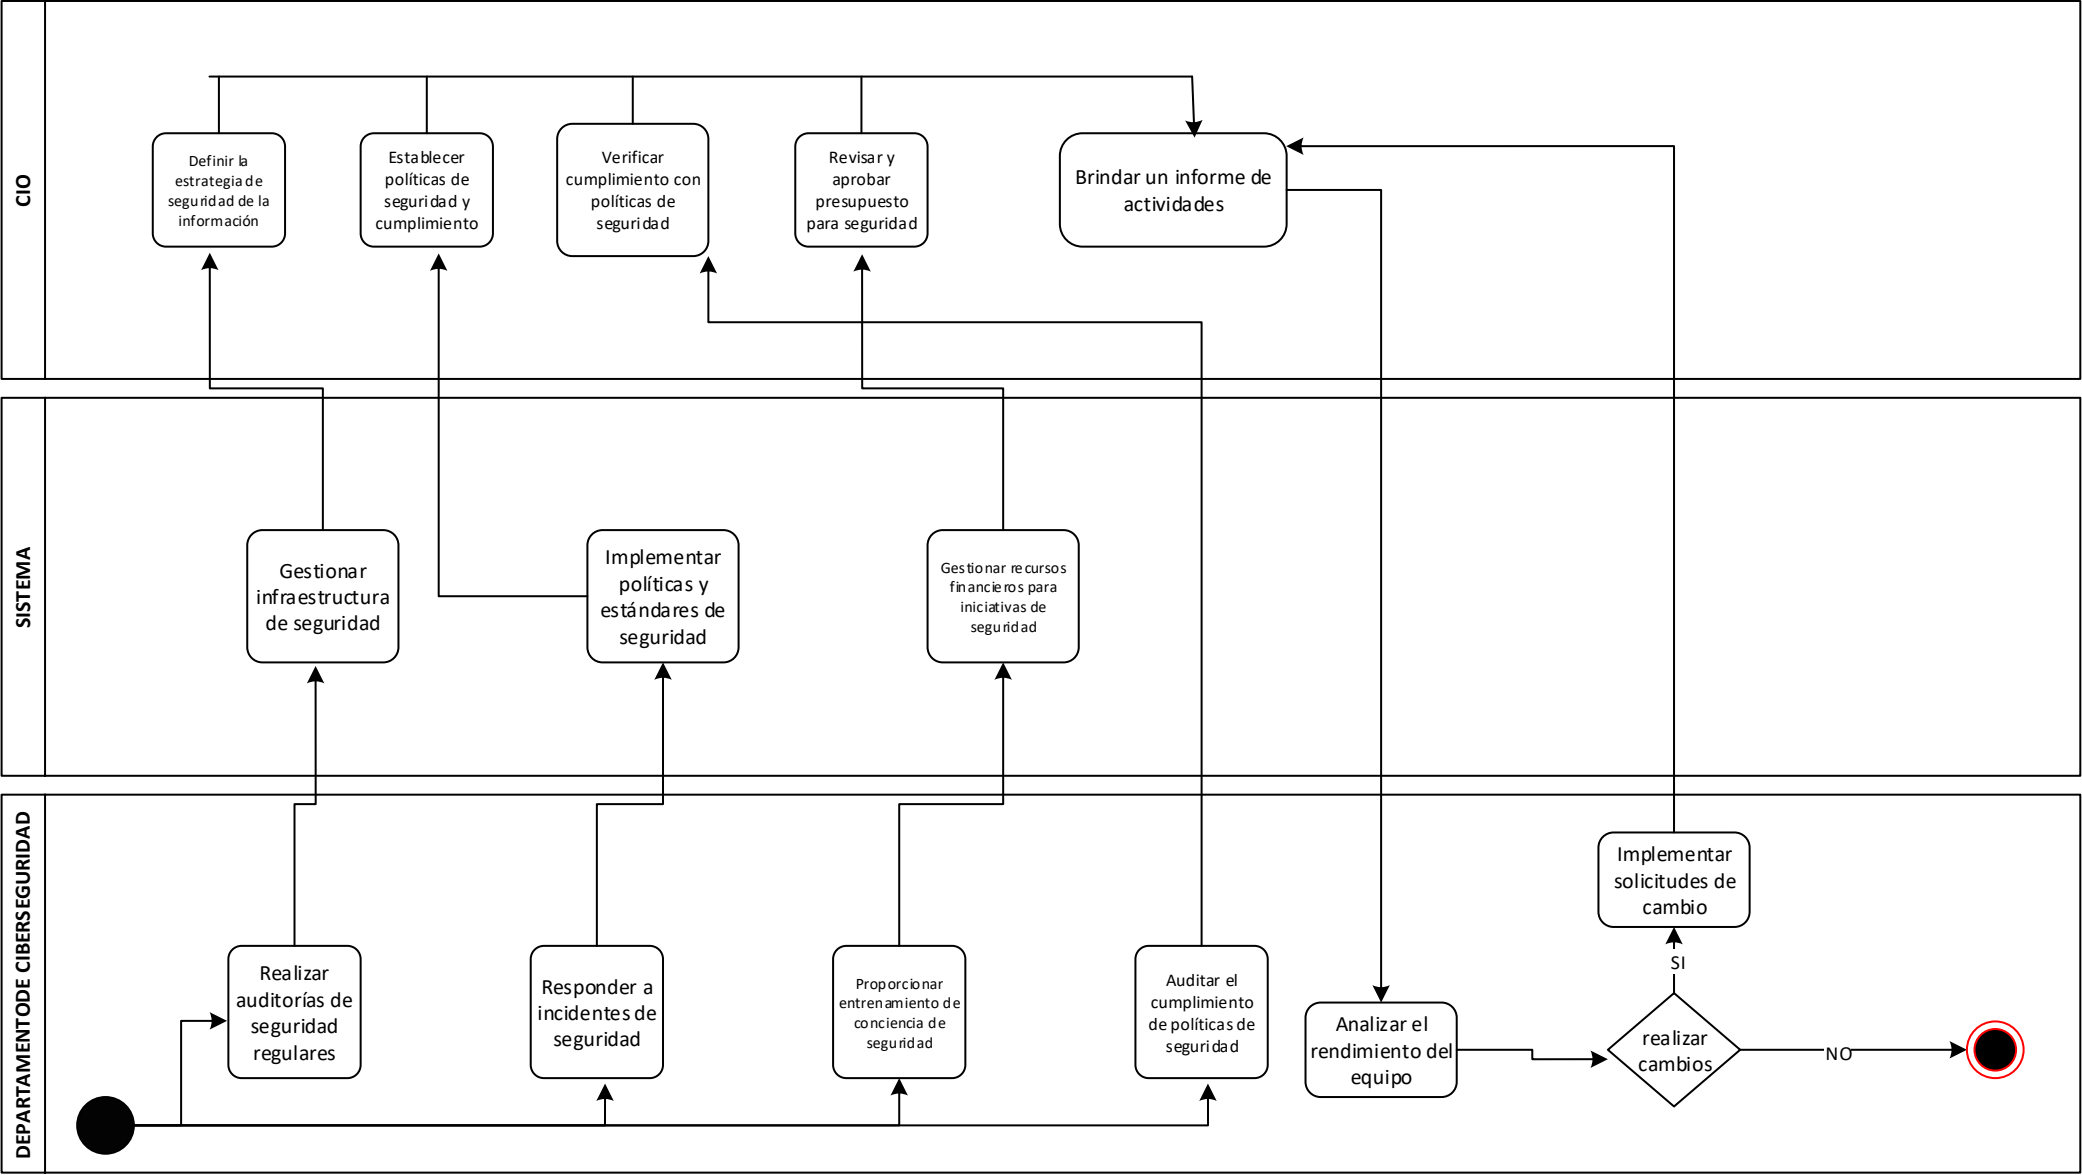 CIO
Definir la
estrategia de
seguridad de la
información
Establecer
políticas de
seguridad y
cumplimiento
Verificar
cumplimiento con
políticas de
seguridad
Revisar y
aprobar
presupuesto
para seguridad
Brindar un informe de
actividades
SISTEMA
Gestionar
infraestructura
de seguridad
Implementar
políticas y
estándares de
seguridad
Gestionar recursos
financieros para
iniciativas de
seguridad
DEPARTAMENTODE CIBERSEGURIDAD
Realizar
auditorías de
seguridad
regulares
Responder a
incidentes de
seguridad
Proporcionar
entrenamiento de
conciencia de
seguridad
Auditar el
cumplimiento
de políticas de
seguridad
Analizar el
rendimiento del
equipo
Implementar
solicitudes de
cambio
SI
realizar
cambios
NO